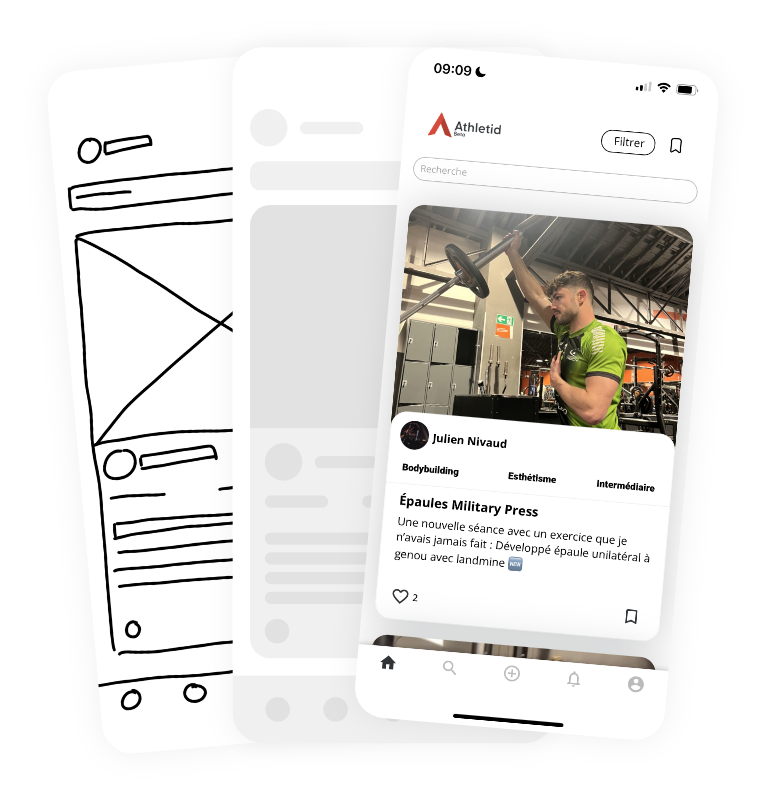 09:09
Athletid
Beta
Filtrer
Recherche
Julien Nivaud
Bodybuilding
Esthétisme
Intermédiaire
Épaules Military Press
Une nouvelle séance avec un exercice que je
n'avais jamais fait : Développé épaule unilatéral à
genou avec landmine 🆕
2